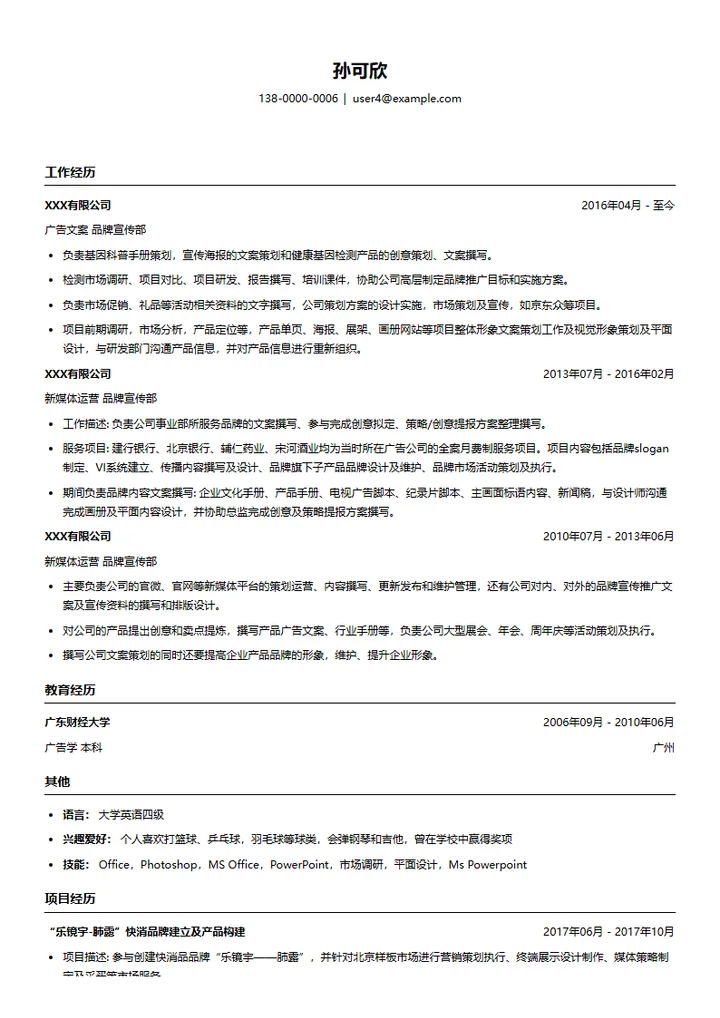 孙可欣
138-0000-0006 | user4@example.com
工作经历
XXX有限公司 2016年04月 - 至今
广告文案 品牌宣传部
• 负责基因科普手册策划，宣传海报的文案策划和健康基因检测产品的创意策划、文案撰写。
• 检测市场调研、项目对比、项目研发、报告撰写、培训课件，协助公司高层制定品牌推广目标和实施方案。
• 负责市场促销、礼品等活动相关资料的文字撰写，公司策划方案的设计实施，市场策划及宣传，如京东众筹项目。
• 项目前期调研，市场分析，产品定位等，产品单页、海报、展架、画册网站等项目整体形象文案策划工作及视觉形象策划及平面
设计，与研发部门沟通产品信息，并对产品信息进行重新组织。
XXX有限公司 2013年07月 - 2016年02月
新媒体运营 品牌宣传部
• 工作描述: 负责公司事业部所服务品牌的文案撰写、参与完成创意拟定、策略/创意提报方案整理撰写。
• 服务项目: 建行银行、北京银行、辅仁药业、宋河酒业均为当时所在广告公司的全案月费制服务项目。项目内容包括品牌slogan
制定、VI系统建立、传播内容撰写及设计、品牌旗下子产品品牌设计及维护、品牌市场活动策划及执行。
• 期间负责品牌内容文案撰写: 企业文化手册、产品手册、电视广告脚本、纪录片脚本、主画面标语内容、新闻稿，与设计师沟通
完成画册及平面内容设计，并协助总监完成创意及策略提报方案撰写。
XXX有限公司 2010年07月 - 2013年06月
新媒体运营 品牌宣传部
• 主要负责公司的官微、官网等新媒体平台的策划运营、内容撰写、更新发布和维护管理，还有公司对内、对外的品牌宣传推广文
案及宣传资料的撰写和排版设计。
• 对公司的产品提出创意和卖点提炼，撰写产品广告文案、行业手册等，负责公司大型展会、年会、周年庆等活动策划及执行。
• 撰写公司文案策划的同时还要提高企业产品品牌的形象，维护、提升企业形象。
教育经历
广东财经大学 2006年09月 - 2010年06月
广告学 本科 广州
其他
• 语言： 大学英语四级
• 兴趣爱好： 个人喜欢打篮球、乒乓球，羽毛球等球类，会弹钢琴和吉他，曾在学校中赢得奖项
• 技能： Office，Photoshop，MS Office，PowerPoint，市场调研，平面设计，Ms Powerpoint
项目经历
“乐镜宇-肺露”快消品牌建立及产品构建 2017年06月 - 2017年10月
• 项目描述: 参与创建快消品品牌“乐镜宇——肺露”，并针对北京样板市场进行营销策划执行、终端展示设计制作、媒体策略制
定及采买等市场服务